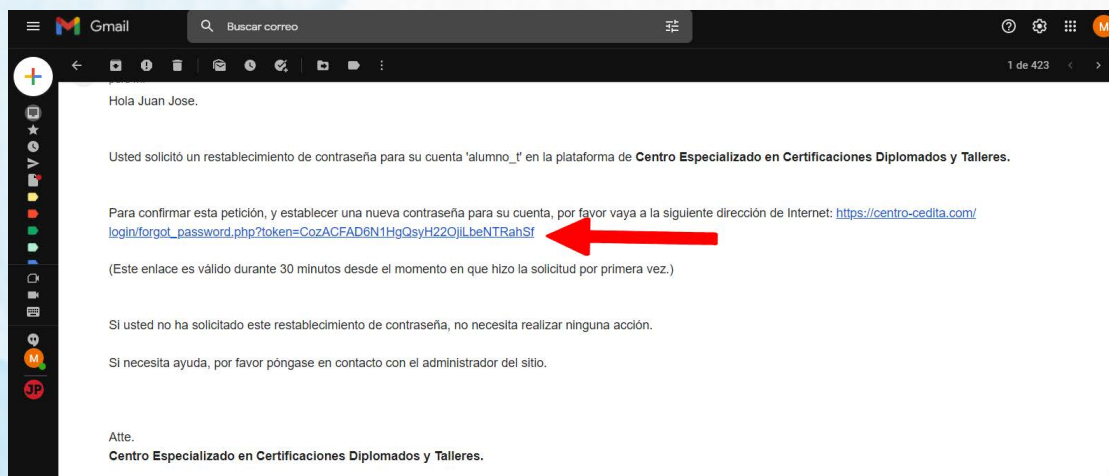 Gmail
Buscar correo
M
1 de 423
Hola Juan Jose.
Usted solicitó un restablecimiento de contraseña para su cuenta 'alumno_t' en la plataforma de Centro Especializado en Certificaciones Diplomados y Talleres.
Para confirmar esta petición, y establecer una nueva contraseña para su cuenta, por favor vaya a la siguiente dirección de Internet: https://centro-cedita.com/
login/forgot_password.php?token=CozACFAD6N1HgQsyH22OjiLbeNTRahSf
(Este enlace es válido durante 30 minutos desde el momento en que hizo la solicitud por primera vez.)
Si usted no ha solicitado este restablecimiento de contraseña, no necesita realizar ninguna acción.
Si necesita ayuda, por favor póngase en contacto con el administrador del sitio.
M
JP
Atte.
Centro Especializado en Certificaciones Diplomados y Talleres.